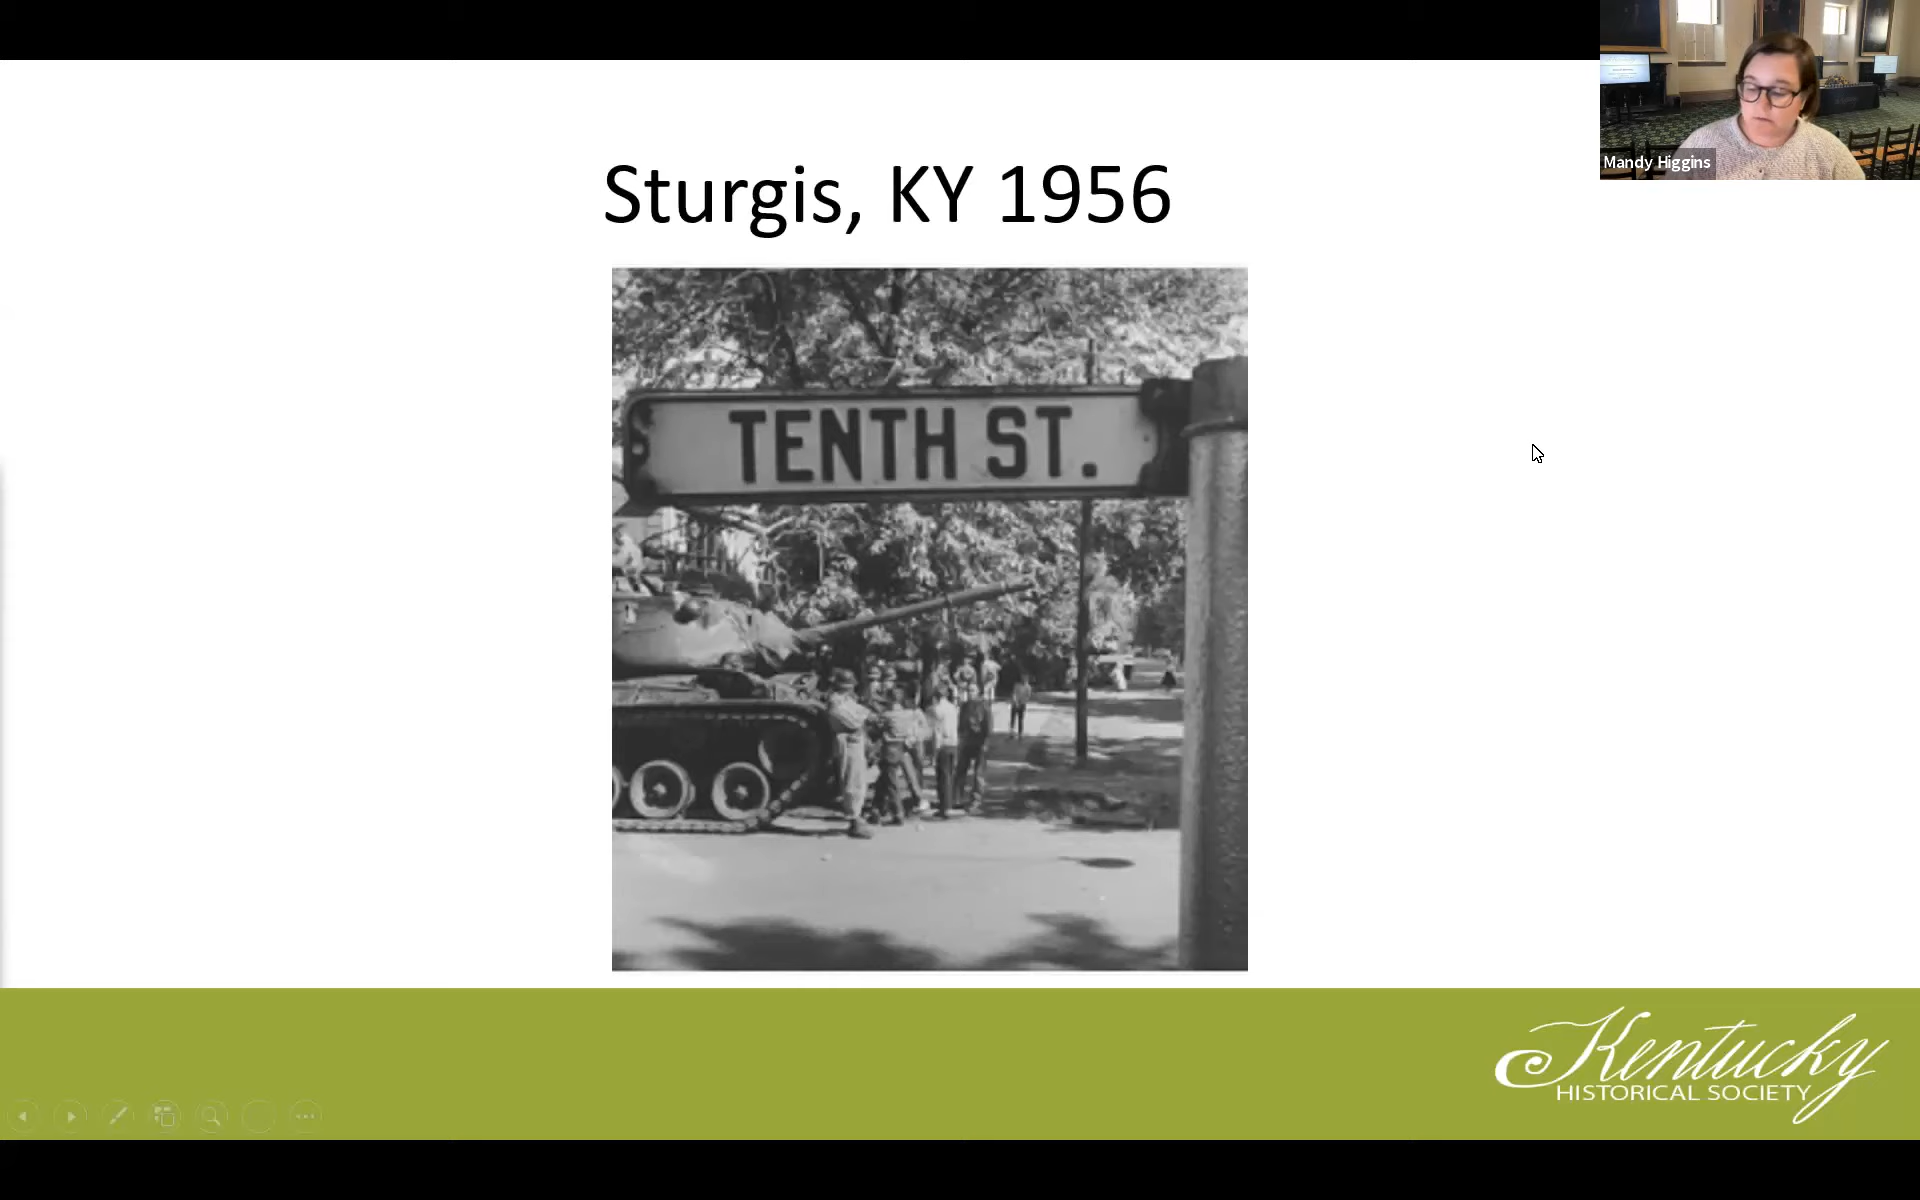 Mandy Higgins
Sturgis, KY 1956
TENTH ST.
Kentucky
HISTORICAL SOCIETY